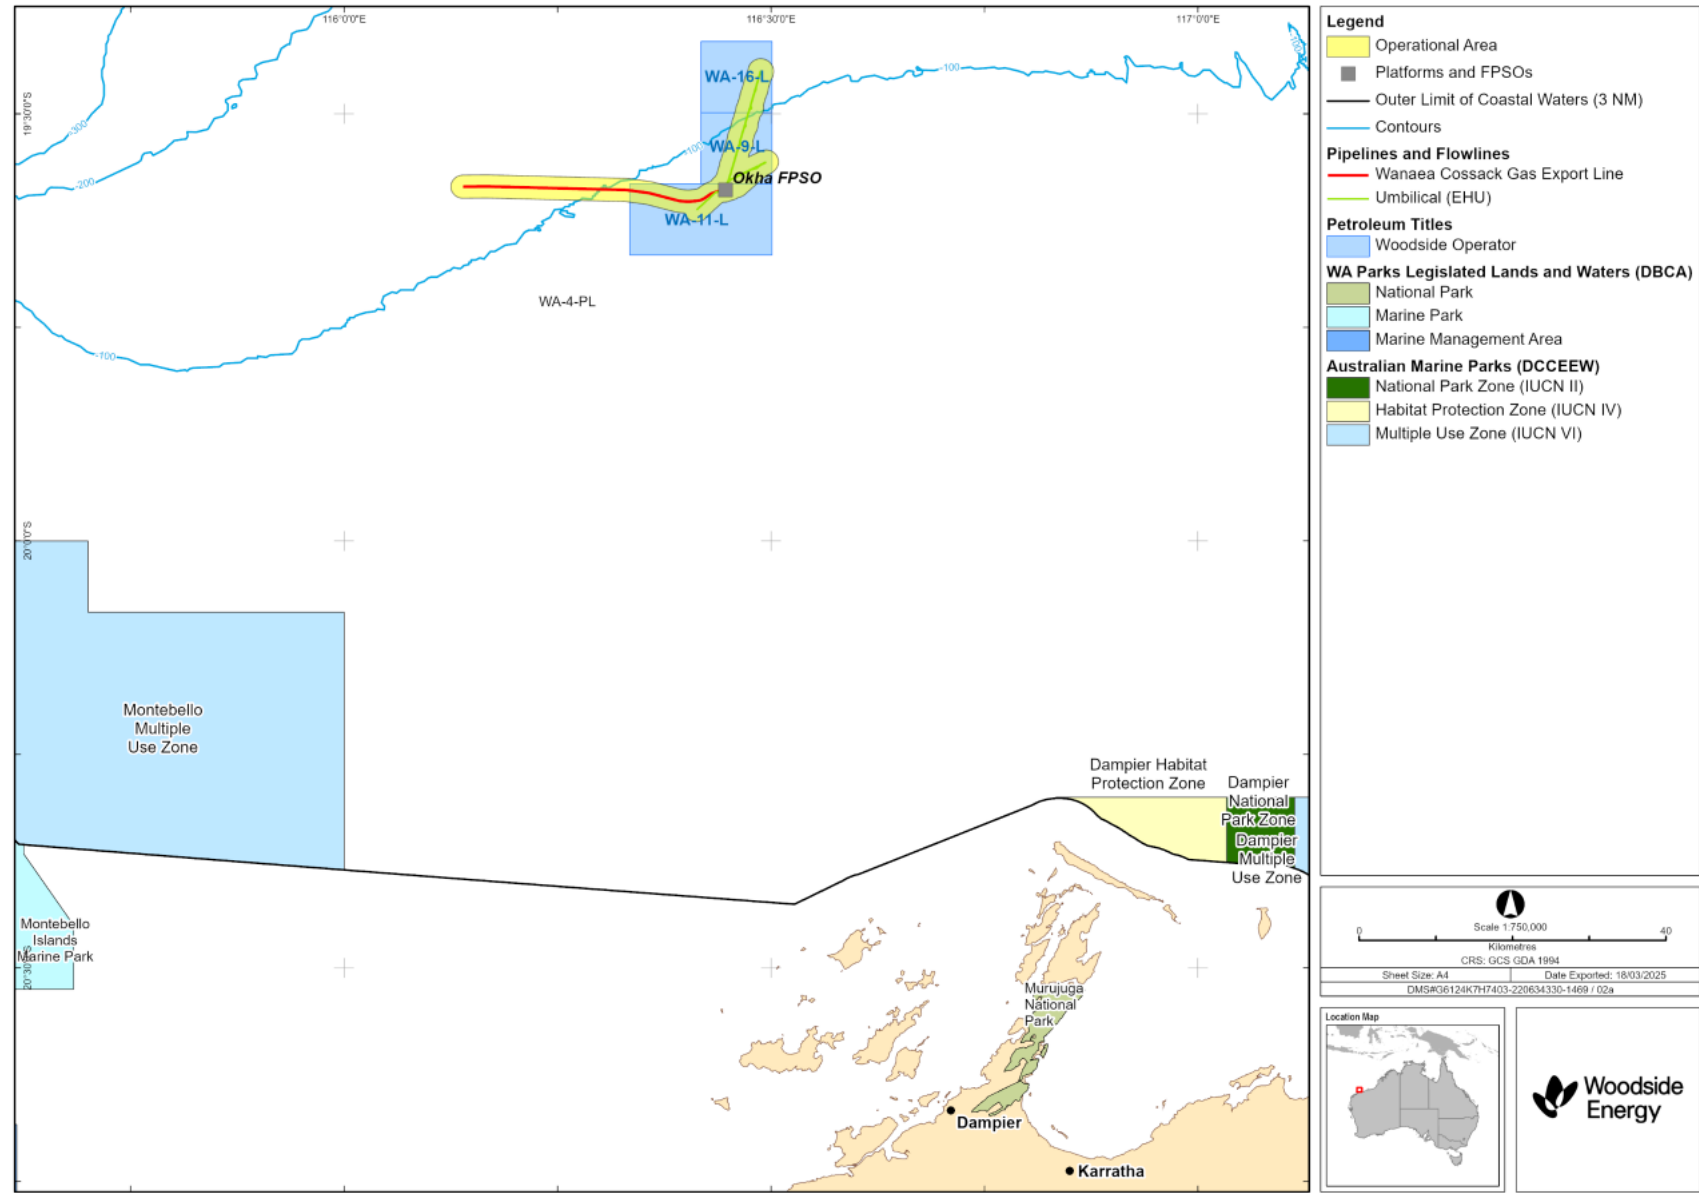 116°0'0"E
116°30'0"E
117°0'0"E
19°30'0"S
20°0'0"S
20°30'0"S
-300
-200
-100
-100
-100
-100
WA-16-L
WA-9-L
Okha FPSO
WA-11-L
WA-4-PL
Montebello
Multiple
Use Zone
Montebello
Islands
Marine Park
Dampier Habitat
Protection Zone
Dampier
National
Park Zone
Dampier
Multiple
Use Zone
Murujuga
National
Park
Dampier
Karratha
Legend
Operational Area
Platforms and FPSOs
Outer Limit of Coastal Waters (3 NM)
Contours
Pipelines and Flowlines
Wanaea Cossack Gas Export Line
Umbilical (EHU)
Petroleum Titles
Woodside Operator
WA Parks Legislated Lands and Waters (DBCA)
National Park
Marine Park
Marine Management Area
Australian Marine Parks (DCCEEW)
National Park Zone (IUCN II)
Habitat Protection Zone (IUCN IV)
Multiple Use Zone (IUCN VI)
Scale 1:750,000
0 40
Kilometres
CRS: GCS GDA 1994
Sheet Size: A4 Date Exported: 18/03/2025
DMS#G6124K7H7403-220634330-1469 / 02a
Location Map
Woodside
Energy